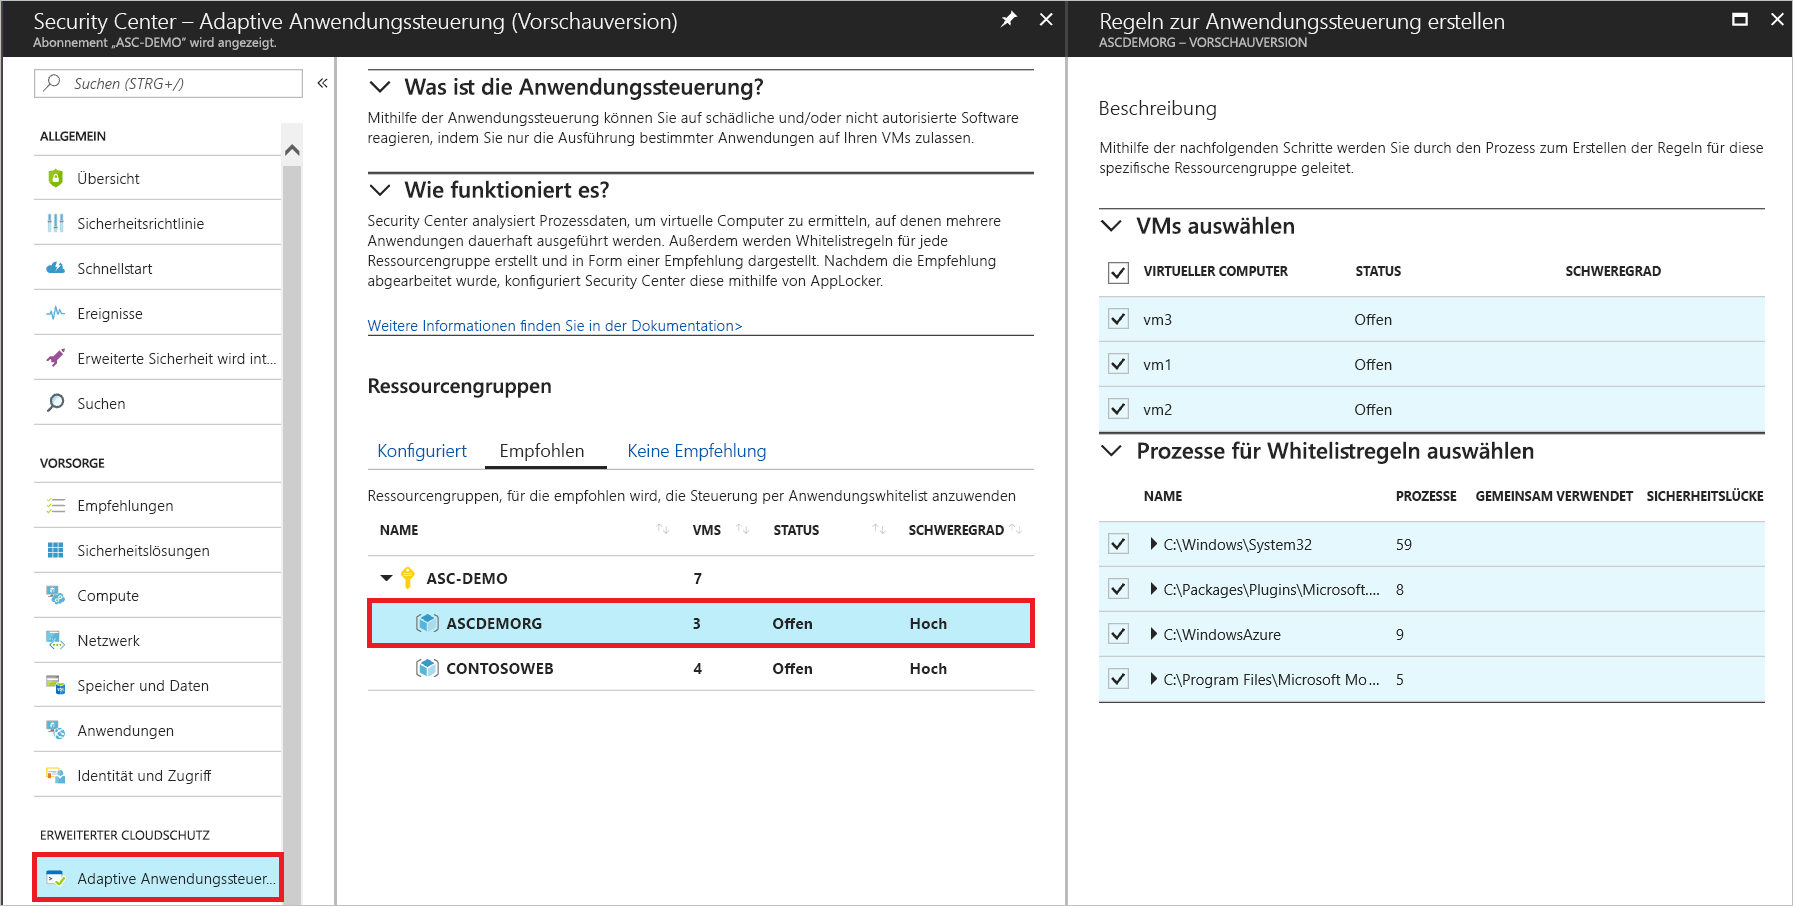 Security Center – Adaptive Anwendungssteuerung (Vorschauversion)
Abonnement „ASC-DEMO“ wird angezeigt.
Suchen (STRG+/)
«
ALLGEMEIN
Übersicht
Sicherheitsrichtlinie
Schnellstart
Ereignisse
Erweiterte Sicherheit wird int...
Suchen
VORSORGE
Empfehlungen
Sicherheitslösungen
Compute
Netzwerk
Speicher und Daten
Anwendungen
Identität und Zugriff
ERWEITERTER CLOUDSCHUTZ
Adaptive Anwendungssteuer...
Was ist die Anwendungssteuerung?
Mithilfe der Anwendungssteuerung können Sie auf schädliche und/oder nicht autorisierte Software
reagieren, indem Sie nur die Ausführung bestimmter Anwendungen auf Ihren VMs zulassen.
Wie funktioniert es?
Security Center analysiert Prozessdaten, um virtuelle Computer zu ermitteln, auf denen mehrere
Anwendungen dauerhaft ausgeführt werden. Außerdem werden Whitelistregeln für jede
Ressourcengruppe erstellt und in Form einer Empfehlung dargestellt. Nachdem die Empfehlung
abgearbeitet wurde, konfiguriert Security Center diese mithilfe von AppLocker.
Weitere Informationen finden Sie in der Dokumentation>
Ressourcengruppen
Konfiguriert Empfohlen Keine Empfehlung
Ressourcengruppen, für die empfohlen wird, die Steuerung per Anwendungswhitelist anzuwenden
NAME VMS STATUS SCHWEREGRAD
ASC-DEMO 7
ASCDEMORG 3 Offen Hoch
CONTOSOWEB 4 Offen Hoch
Regeln zur Anwendungssteuerung erstellen
ASCDEMORG – VORSCHAUVERSION
Beschreibung
Mithilfe der nachfolgenden Schritte werden Sie durch den Prozess zum Erstellen der Regeln für diese
spezifische Ressourcengruppe geleitet.
VMs auswählen
VIRTUELLER COMPUTER STATUS SCHWEREGRAD
vm3 Offen
vm1 Offen
vm2 Offen
Prozesse für Whitelistregeln auswählen
NAME PROZESSE GEMEINSAM VERWENDET SICHERHEITSLÜCKE
C:\Windows\System32 59
C:\Packages\Plugins\Microsoft.... 8
C:\WindowsAzure 9
C:\Program Files\Microsoft Mo... 5